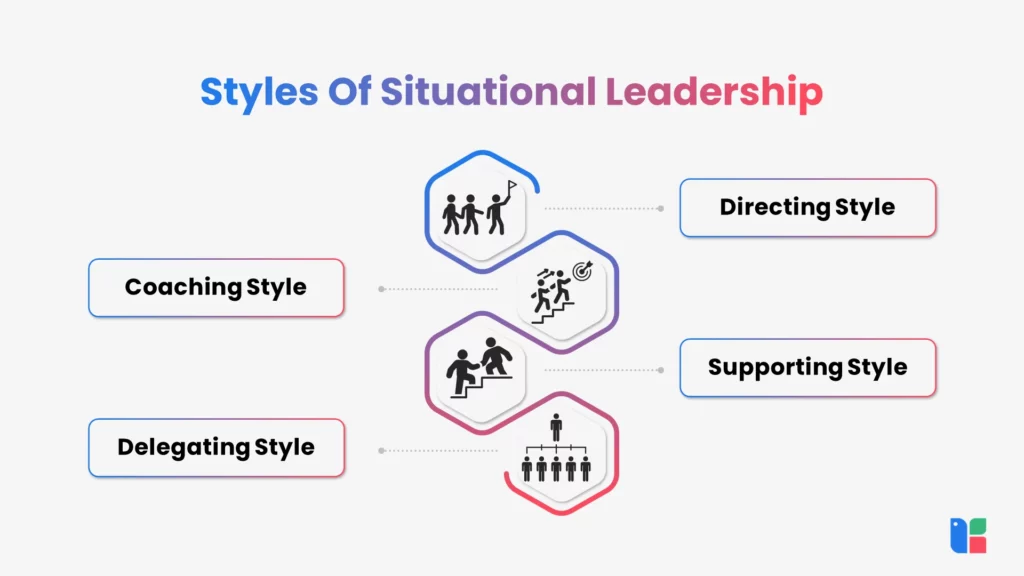 Styles Of Situational Leadership
Directing Style
Coaching Style
Supporting Style
Delegating Style